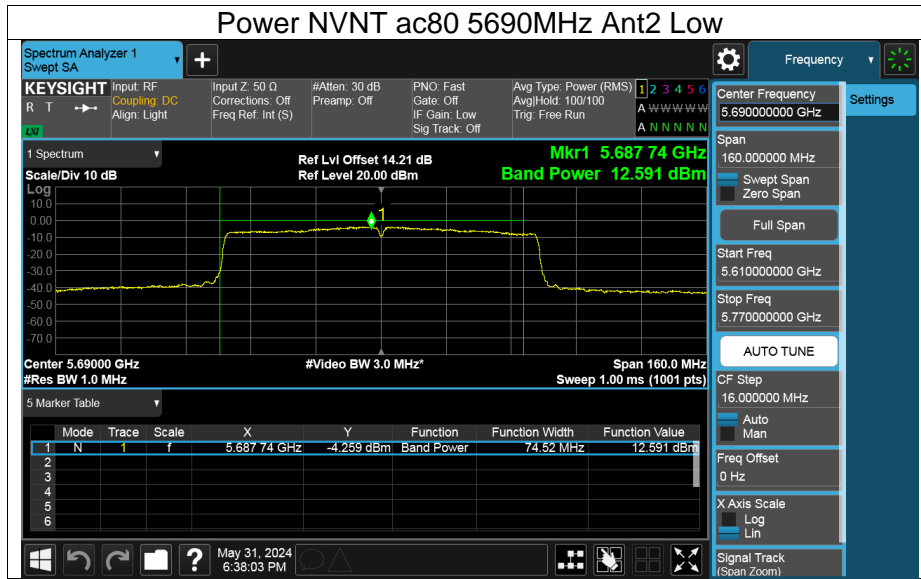 Power NVNT ac80 5690MHz Ant2 Low
Spectrum Analyzer 1
Swept SA
+
Frequency
KEYSIGHT
R T
LXI
Input: RF
Coupling: DC
Align: Light
Input Z: 50 Ω
Corrections: Off
Freq Ref: Int (S)
#Atten: 30 dB
Preamp: Off
PNO: Fast
Gate: Off
IF Gain: Low
Sig Track: Off
Avg Type: Power (RMS)
Avg|Hold: 100/100
Trig: Free Run
1 2 3 4 5 6
A W W W W W
A N N N N N
1 Spectrum
Scale/Div 10 dB
Ref Lvl Offset 14.21 dB
Ref Level 20.00 dBm
Mkr1 5.687 74 GHz
Band Power 12.591 dBm
Log
10.0
0.00
-10.0
-20.0
-30.0
-40.0
-50.0
-60.0
-70.0
1
Center 5.69000 GHz
#Res BW 1.0 MHz
#Video BW 3.0 MHz*
Span 160.0 MHz
Sweep 1.00 ms (1001 pts)
5 Marker Table
Mode Trace Scale X Y Function Function Width Function Value
1 N 1 f 5.687 74 GHz -4.259 dBm Band Power 74.52 MHz 12.591 dBm
2
3
4
5
6
?
May 31, 2024
6:38:03 PM
Center Frequency
5.690000000 GHz
Span
160.000000 MHz
Swept Span
Zero Span
Full Span
Start Freq
5.610000000 GHz
Stop Freq
5.770000000 GHz
AUTO TUNE
CF Step
16.000000 MHz
Auto
Man
Freq Offset
0 Hz
X Axis Scale
Log
Lin
Signal Track
(Span Zoom)
Settings